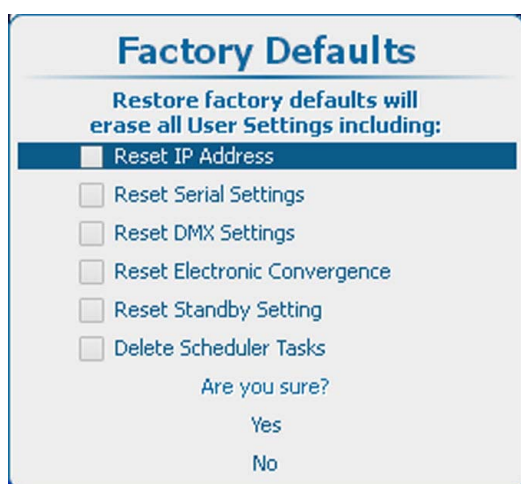 Factory Defaults
Restore factory defaults will
erase all User Settings including:
Reset IP Address
Reset Serial Settings
Reset DMX Settings
Reset Electronic Convergence
Reset Standby Setting
Delete Scheduler Tasks
Are you sure?
Yes
No